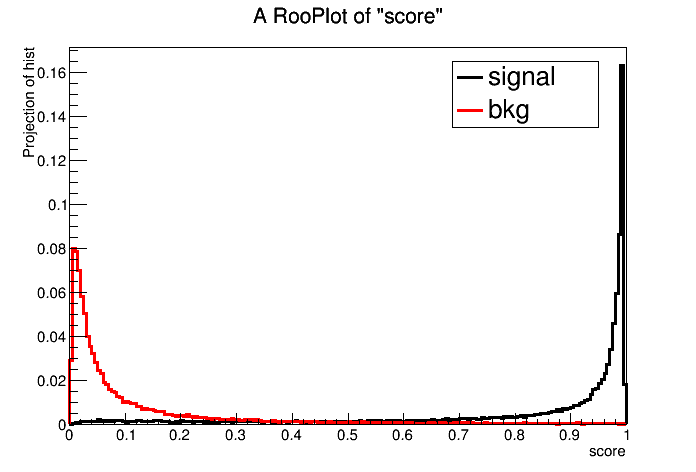 A RooPlot of "score"
Projection of hist
0.16
0.14
0.12
0.1
0.08
0.06
0.04
0.02
0
signal
bkg
0 0.1 0.2 0.3 0.4 0.5 0.6 0.7 0.8 0.9 1
score